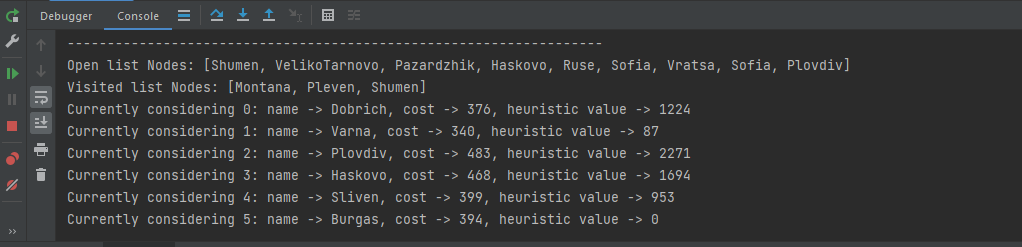 Debugger Console
--------------------------------------------------------------------
Open list Nodes: [Shumen, VelikoTarnovo, Pazardzhik, Haskovo, Ruse, Sofia, Vratsa, Sofia, Plovdiv]
Visited list Nodes: [Montana, Pleven, Shumen]
Currently considering 0: name -> Dobrich, cost -> 376, heuristic value -> 1224
Currently considering 1: name -> Varna, cost -> 340, heuristic value -> 87
Currently considering 2: name -> Plovdiv, cost -> 483, heuristic value -> 2271
Currently considering 3: name -> Haskovo, cost -> 468, heuristic value -> 1694
Currently considering 4: name -> Sliven, cost -> 399, heuristic value -> 953
Currently considering 5: name -> Burgas, cost -> 394, heuristic value -> 0